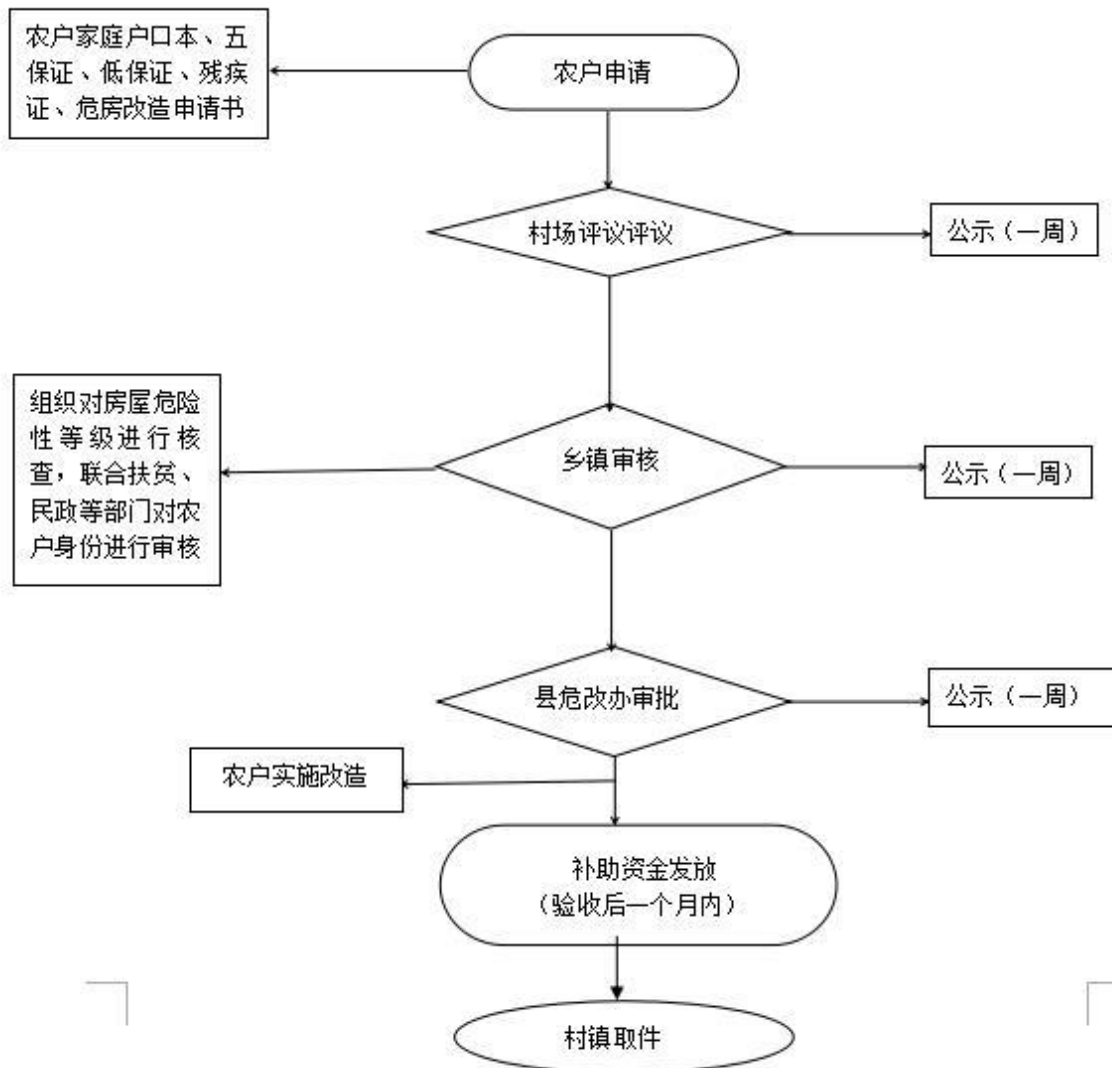 农户家庭户口本、五
保证、低保证、残疾
证、危房改造申请书
农户申请
村场评议评议
公示（一周）
组织对房屋危险
性等级进行核
查，联合扶贫、
民政等部门对农
户身份进行审核
乡镇审核
公示（一周）
县危改办审批
公示（一周）
农户实施改造
补助资金发放
（验收后一个月内）
村镇取件